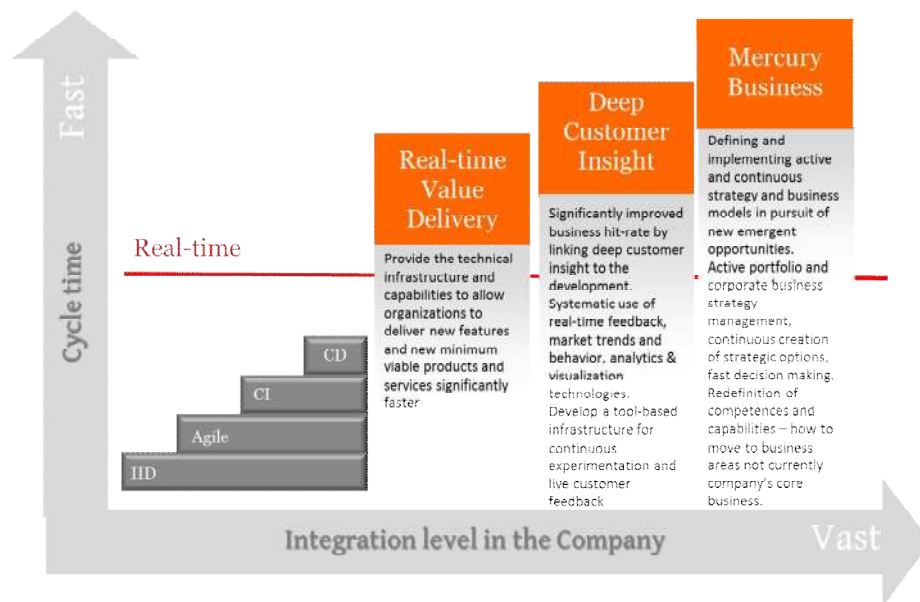 Fast
Cycle time
Real-time
CD
CI
Agile
IID
Real-time
Value
Delivery
Provide the technical
infrastructure and
capabilities to allow
organizations to
deliver new features
and new minimum
viable products and
services significantly
faster
Deep
Customer
Insight
Significantly improved
business hit-rate by
linking deep customer
insight to the
development.
Systematic use of
real-time feedback,
market trends and
behavior, analytics &
visualization
technologies.
Develop a tool-based
infrastructure for
continuous
experimentation and
live customer
feedback
Mercury
Business
Defining and
implementing active
and continuous
strategy and business
models in pursuit of
new emergent
opportunities.
Active portfolio and
corporate business
strategy
management,
continuous creation
of strategic options,
fast decision making.
Redefinition of
competences and
capabilities – how to
move to business
areas not currently
company's core
business.
Integration level in the Company
Vast